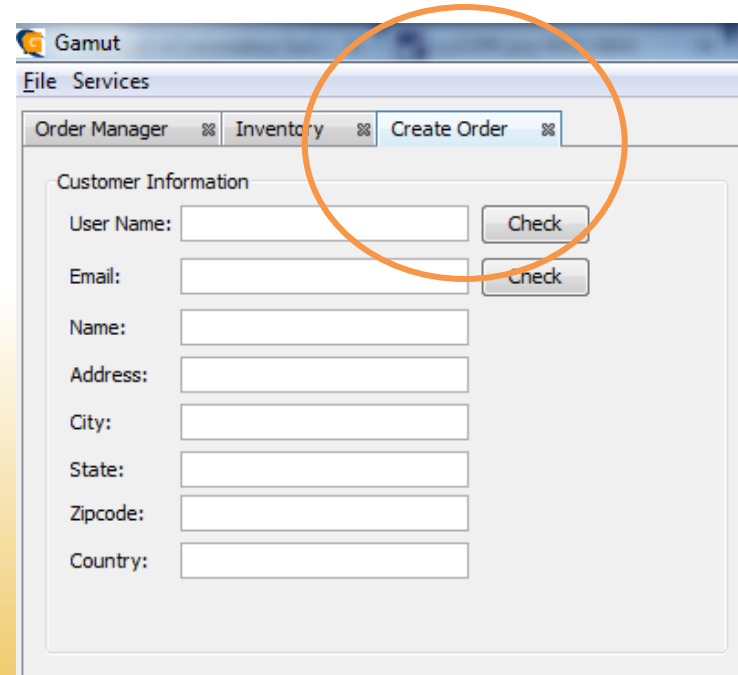 Gamut
File Services
Order Manager Inventory Create Order
Customer Information
User Name: Check
Email: Check
Name:
Address:
City:
State:
Zipcode:
Country: